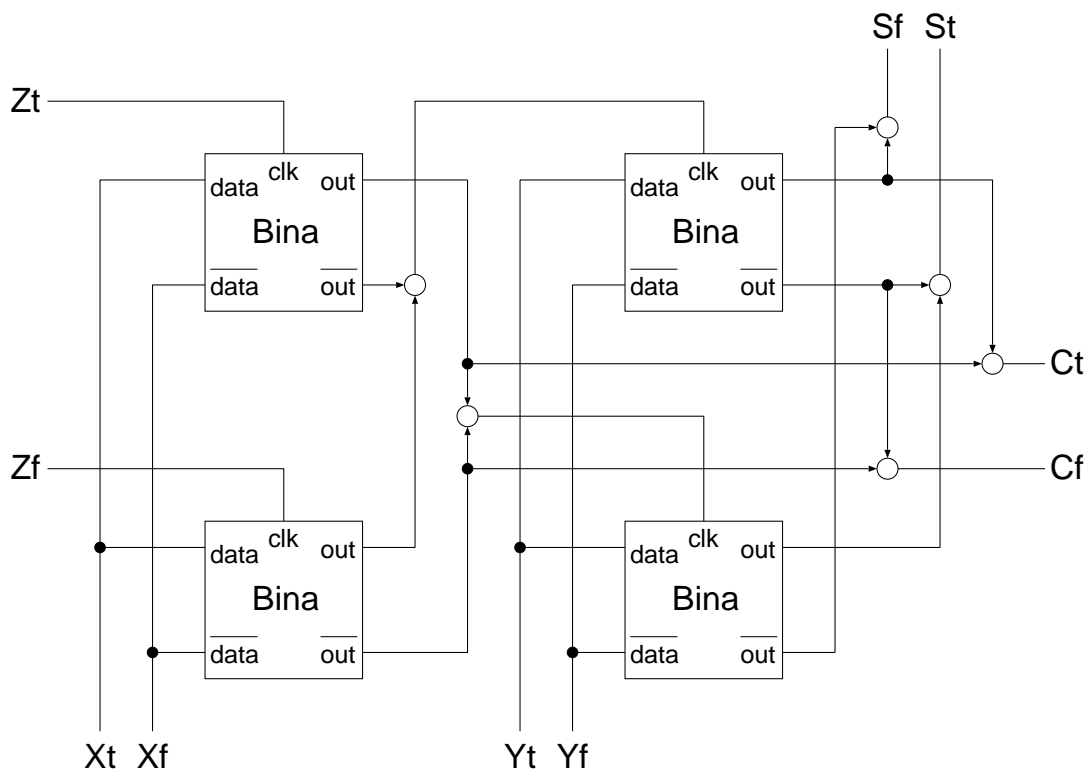 Sf St
Zt
clk
data out
Bina
data out
clk
data out
Bina
data out
Ct
Zf
Cf
clk
data out
Bina
data out
clk
data out
Bina
data out
Xt Xf
Yt Yf